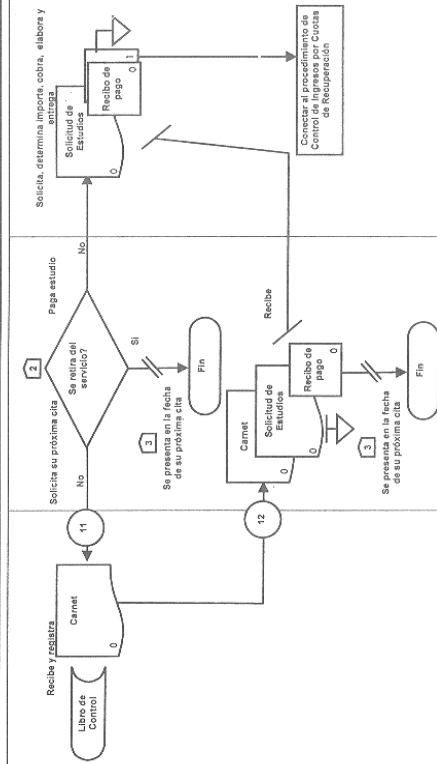 Recibe y registra
Libro de
Control
Carnet
0
11
12
Solicita su próxima cita
2
Paga estudio
Se retira del
servicio?
No
No
Si
3
Se presenta en la fecha
de su próxima cita
Fin
Carnet
0
Solicitud de
Estudios
0
Recibo de
pago
0
Recibe
3
Se presenta en la fecha
de su próxima cita
Fin
Solicita, determina importe, cobra, elabora y
entrega
Solicitud de
Estudios
0
1
Recibo de
pago
0
Conectar al procedimiento de
Control de Ingresos por Cuotas
de Recuperación